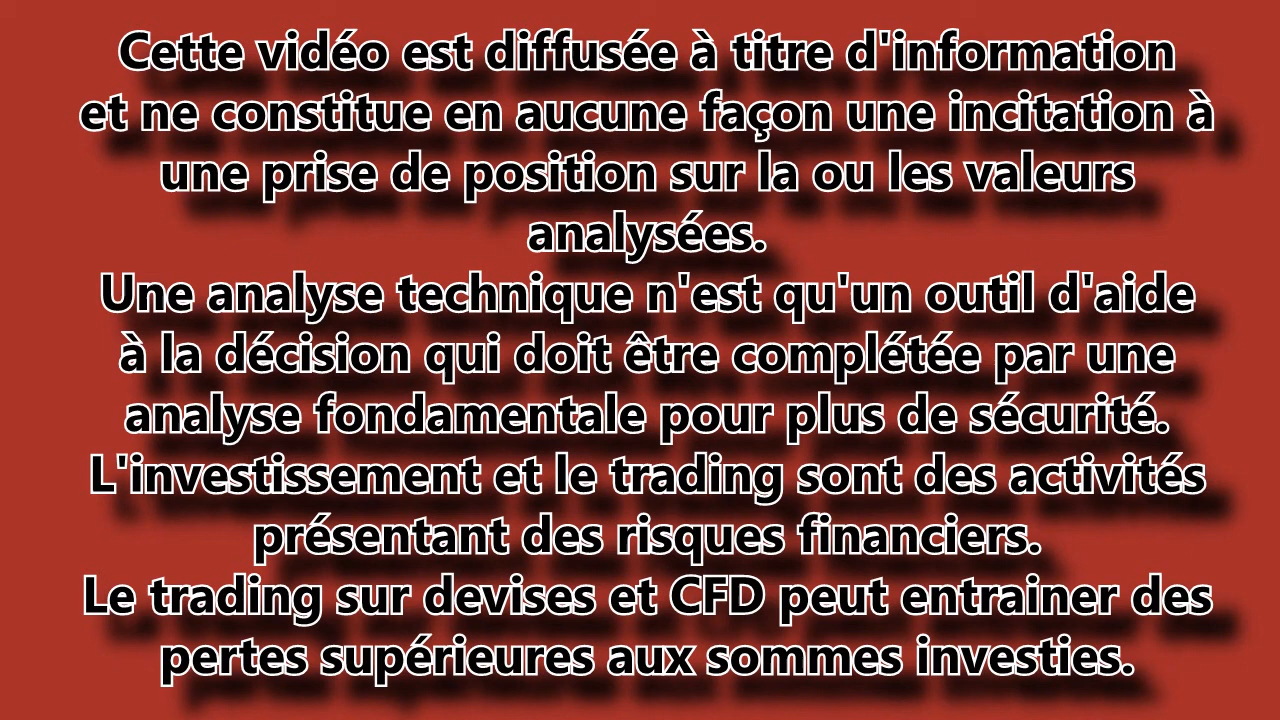 Cette vidéo est diffusée à titre d'information
et ne constitue en aucune façon une incitation à
une prise de position sur la ou les valeurs
analysées.
Une analyse technique n'est qu'un outil d'aide
à la décision qui doit être complétée par une
analyse fondamentale pour plus de sécurité.
L'investissement et le trading sont des activités
présentant des risques financiers.
Le trading sur devises et CFD peut entrainer des
pertes supérieures aux sommes investies.